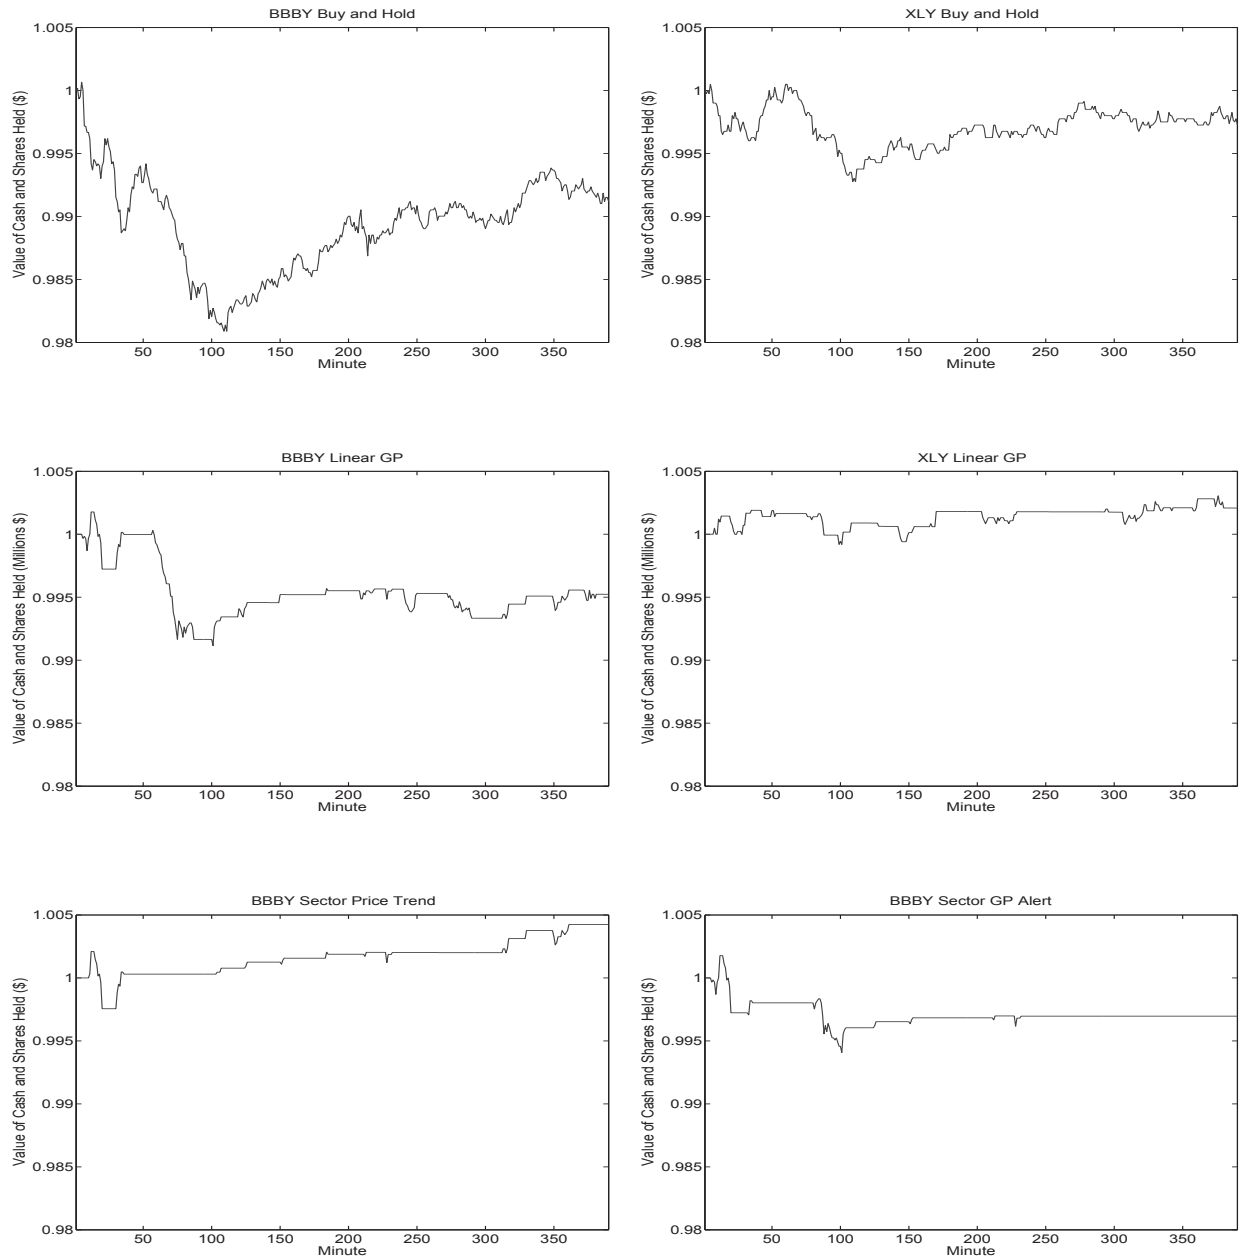 BBBY Buy and Hold
1.005
1
0.995
0.99
0.985
0.98
Value of Cash and Shares Held ($)
50 100 150 200 250 300 350
Minute
XLY Buy and Hold
1.005
1
0.995
0.99
0.985
0.98
Value of Cash and Shares Held ($)
50 100 150 200 250 300 350
Minute
BBBY Linear GP
1.005
1
0.995
0.99
0.985
0.98
Value of Cash and Shares Held (Millions $)
50 100 150 200 250 300 350
Minute
XLY Linear GP
1.005
1
0.995
0.99
0.985
0.98
Value of Cash and Shares Held (Millions $)
50 100 150 200 250 300 350
Minute
BBBY Sector Price Trend
1.005
1
0.995
0.99
0.985
0.98
Value of Cash and Shares Held ($)
50 100 150 200 250 300 350
Minute
BBBY Sector GP Alert
1.005
1
0.995
0.99
0.985
0.98
Value of Cash and Shares Held ($)
50 100 150 200 250 300 350
Minute